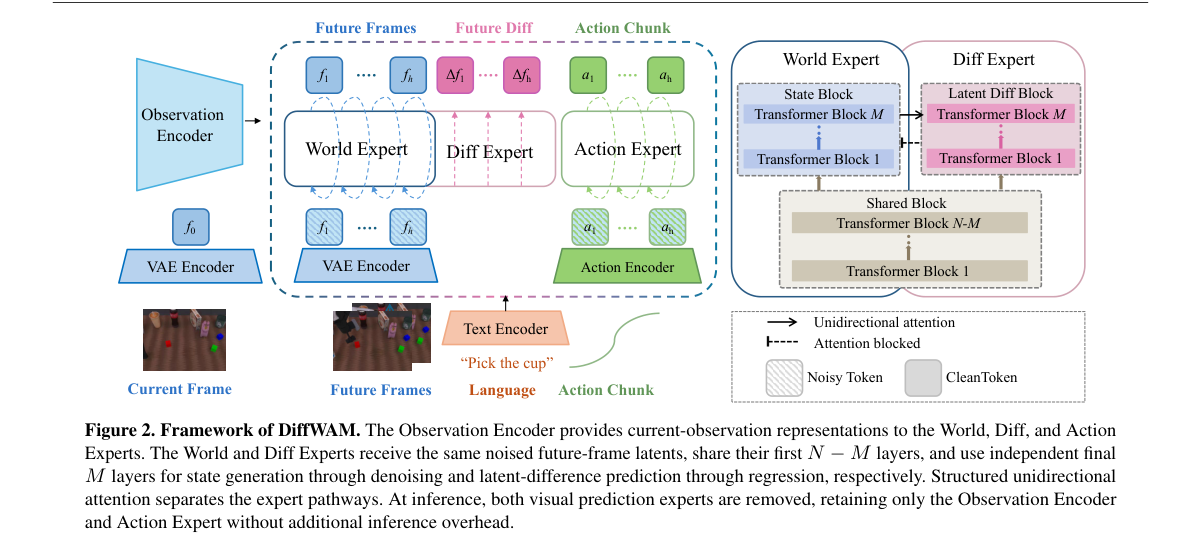 Future Frames
Future Diff
Action Chunk
Observation
Encoder
f1
fh
Δf1
Δfh
a1
ah
World Expert
Diff Expert
Action Expert
f0
f1
fh
a1
ah
VAE Encoder
VAE Encoder
Action Encoder
Text Encoder
"Pick the cup"
Current Frame
Future Frames
Language
Action Chunk
World Expert
Diff Expert
State Block
Transformer Block M
Transformer Block 1
Latent Diff Block
Transformer Block M
Transformer Block 1
Shared Block
Transformer Block N-M
Transformer Block 1
Unidirectional attention
Attention blocked
Noisy Token
CleanToken
Figure 2. Framework of DiffWAM. The Observation Encoder provides current-observation representations to the World, Diff, and Action
Experts. The World and Diff Experts receive the same noised future-frame latents, share their first N − M layers, and use independent final
M layers for state generation through denoising and latent-difference prediction through regression, respectively. Structured unidirectional
attention separates the expert pathways. At inference, both visual prediction experts are removed, retaining only the Observation Encoder
and Action Expert without additional inference overhead.